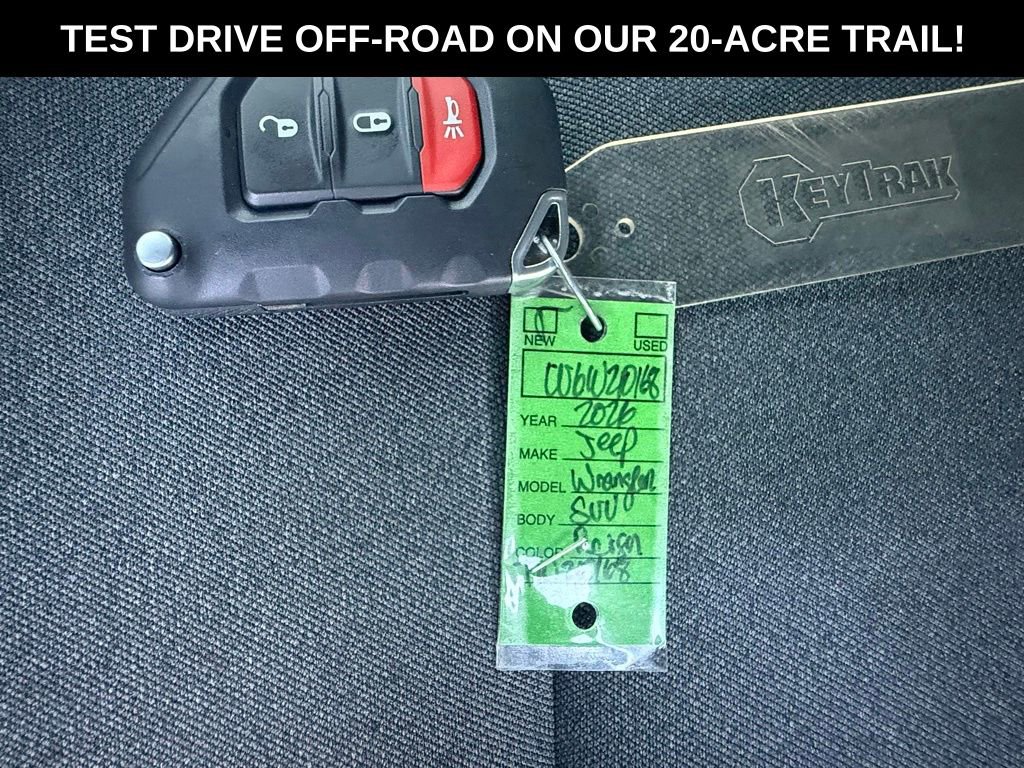 TEST DRIVE OFF-ROAD ON OUR 20-ACRE TRAIL!
KEYTRAK
NEW USED
YEAR 2026
MAKE Jeep
MODEL Wrangler
BODY SUV
COLOR